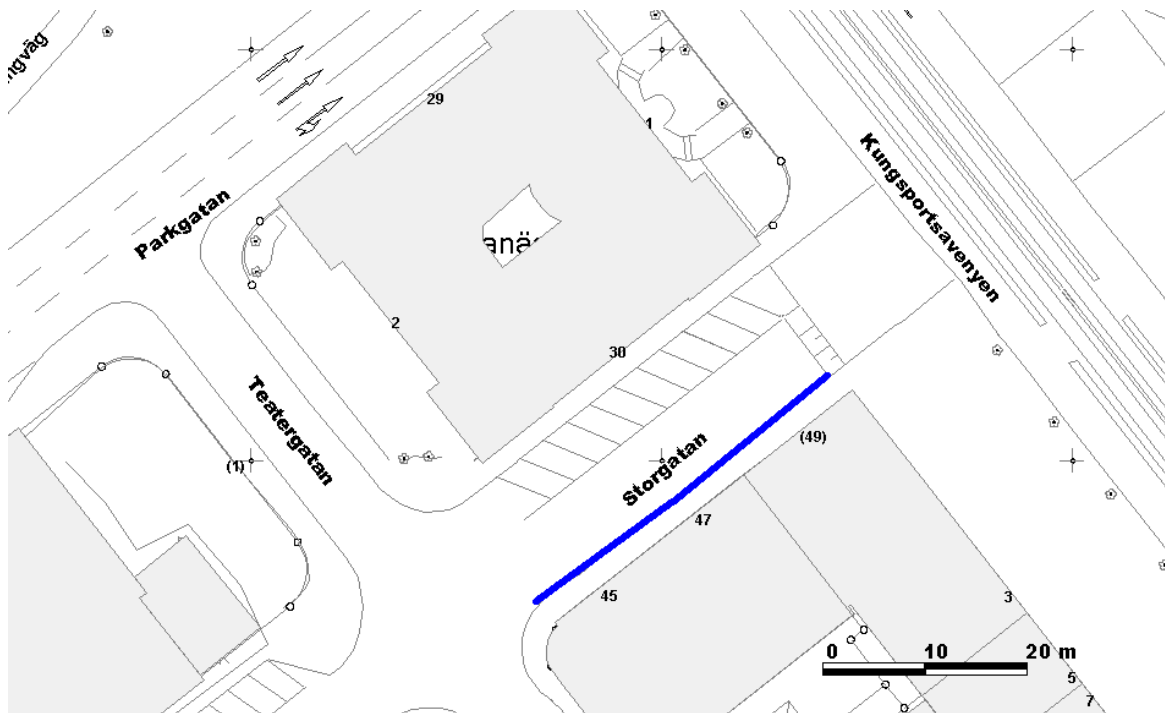 ngväg
29
1
Kungsportsavenyen
Parkgatan
anä
2
30
Teatergatan
(1)
Storgatan
(49)
47
45
3
0 10 20 m
5
7